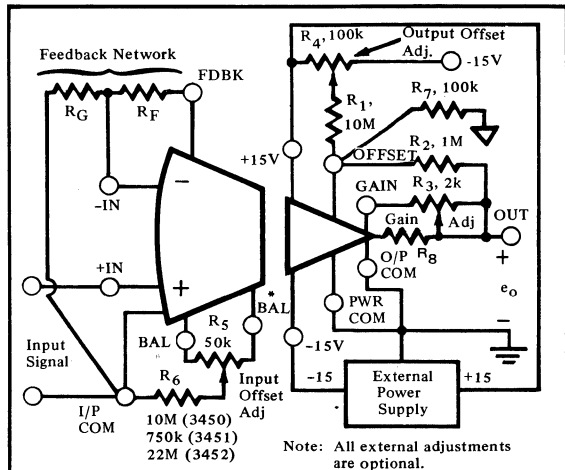 Feedback Network
FDBK
RG
RF
-IN
−
+IN
+
Input
Signal
I/P
COM
BAL
R5
50k
BAL
*
R6
10M (3450)
750k (3451)
22M (3452)
Input
Offset
Adj
R4, 100k
Output Offset
Adj.
-15V
R1,
10M
R7, 100k
OFFSET
R2, 1M
+15V
GAIN
R3, 2k
OUT
Gain
Adj
R8
O/P
COM
+
eo
−
PWR
COM
-15V
-15
External
Power
Supply
+15
Note: All external adjustments
are optional.